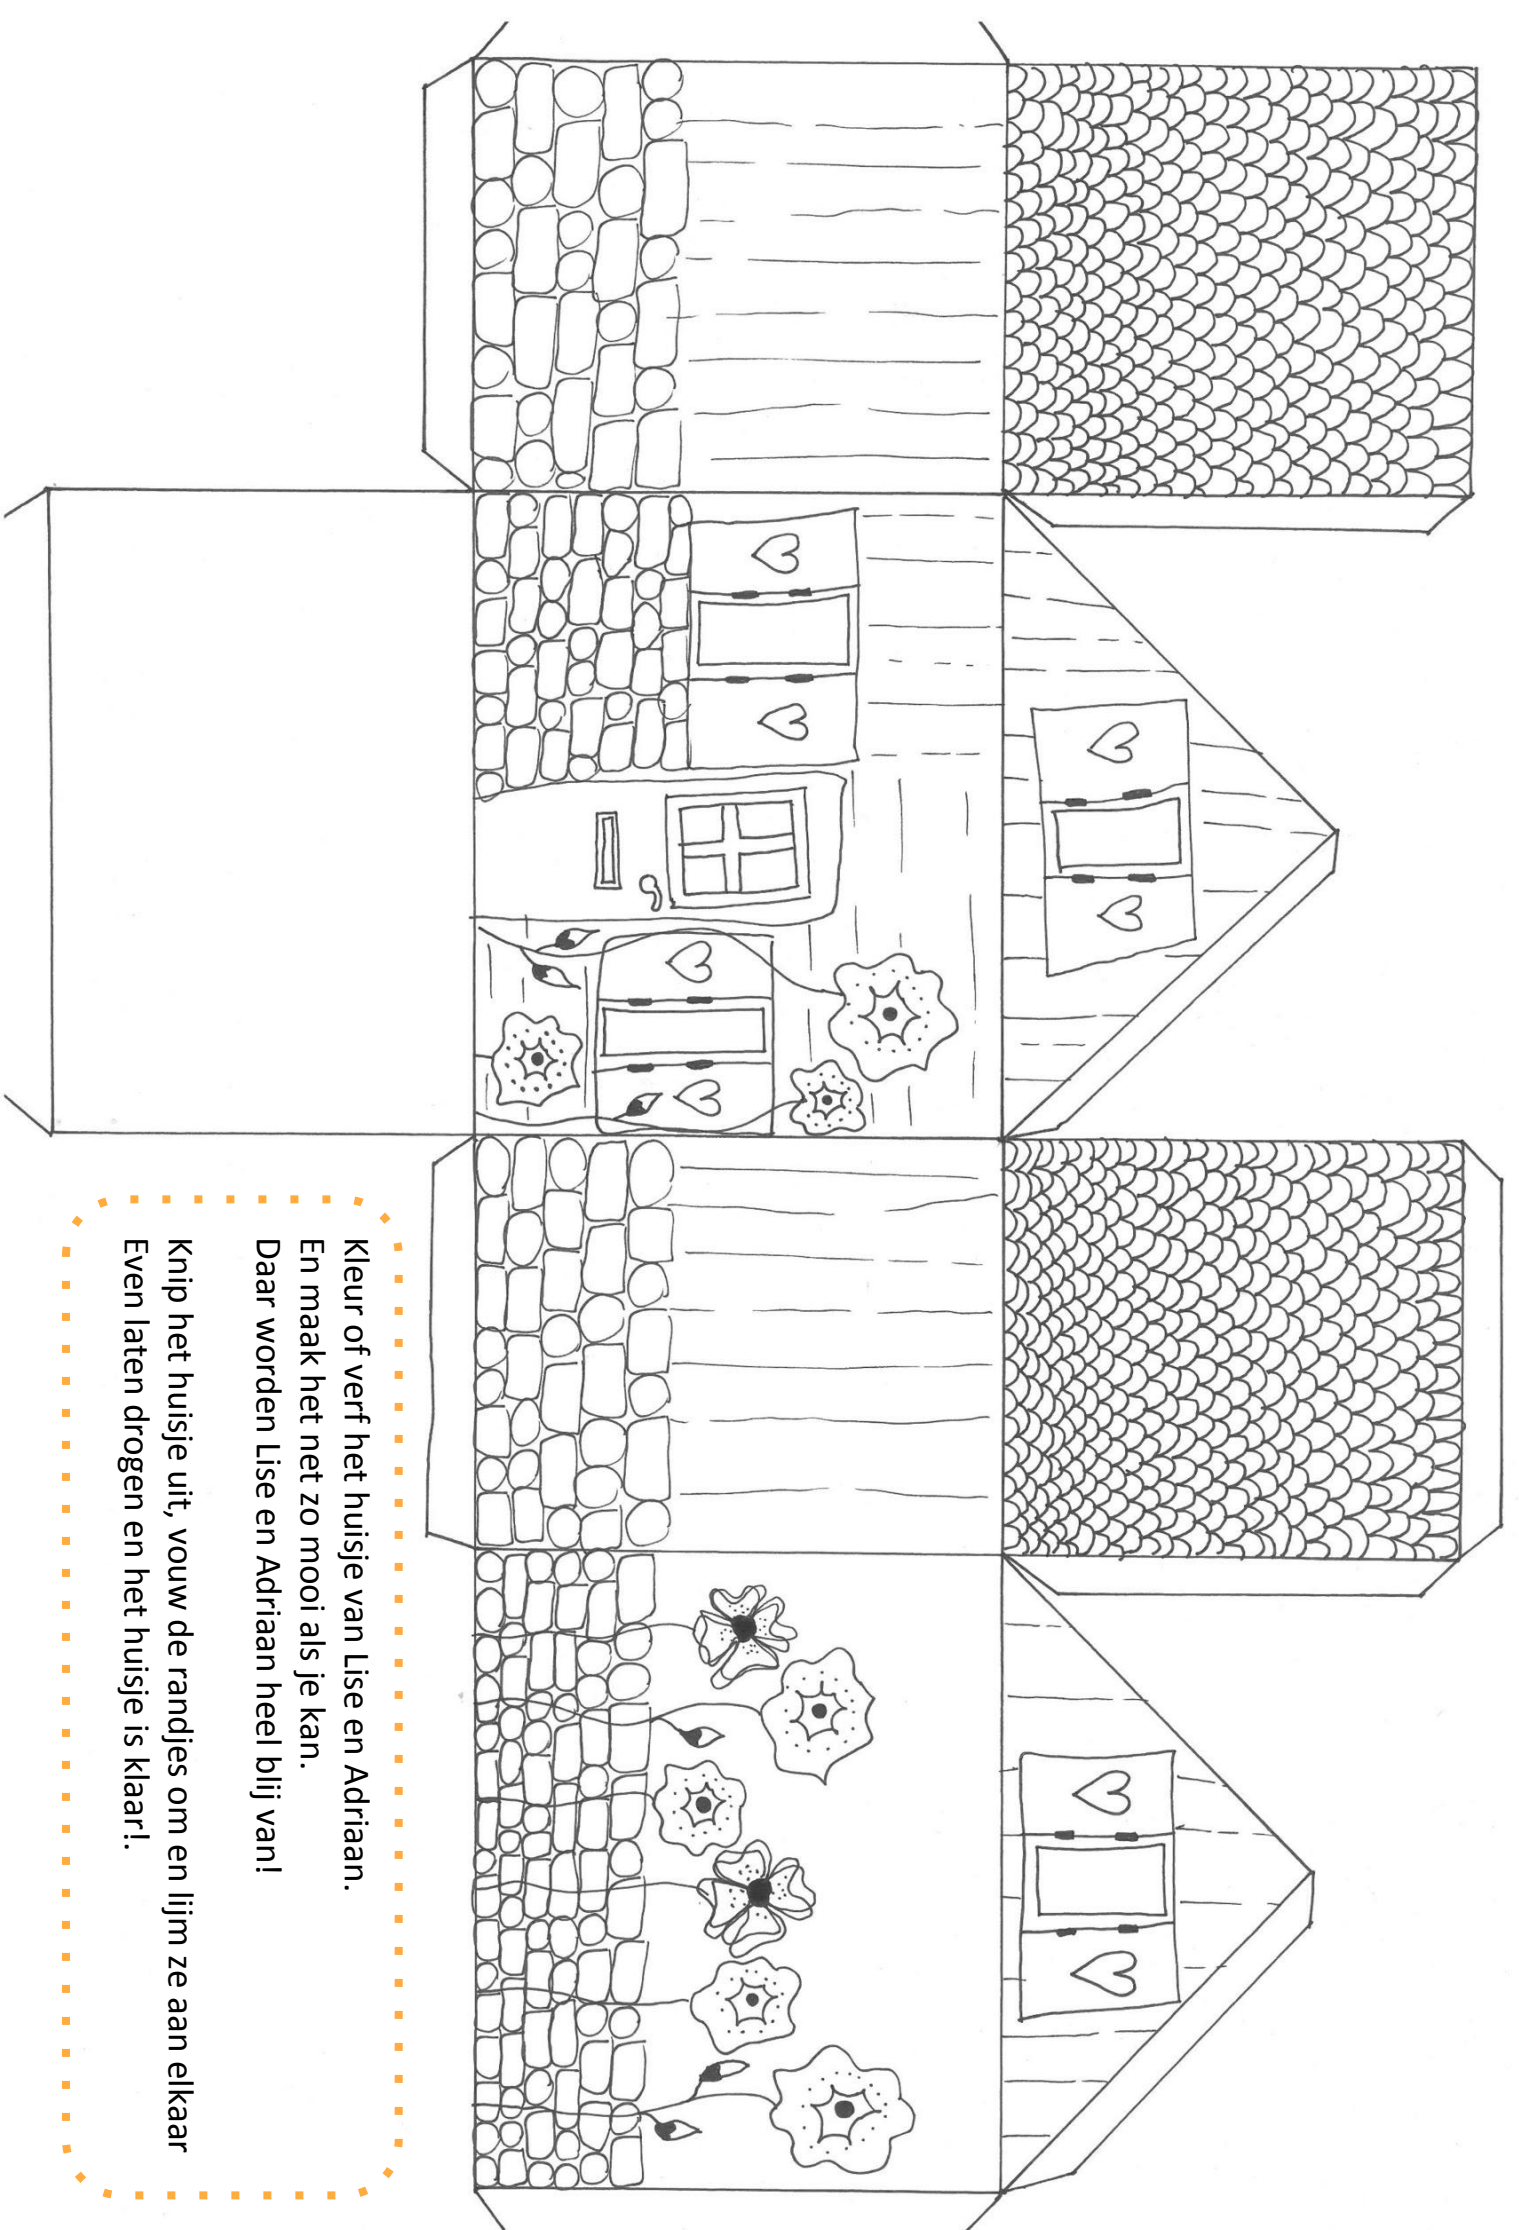 Kleur of verf het huisje van Lise en Adriaan.
En maak het net zo mooi als je kan.
Daar worden Lise en Adriaan heel blij van!
Knip het huisje uit, vouw de randjes om en lijm ze aan elkaar
Even laten drogen en het huisje is klaar!.